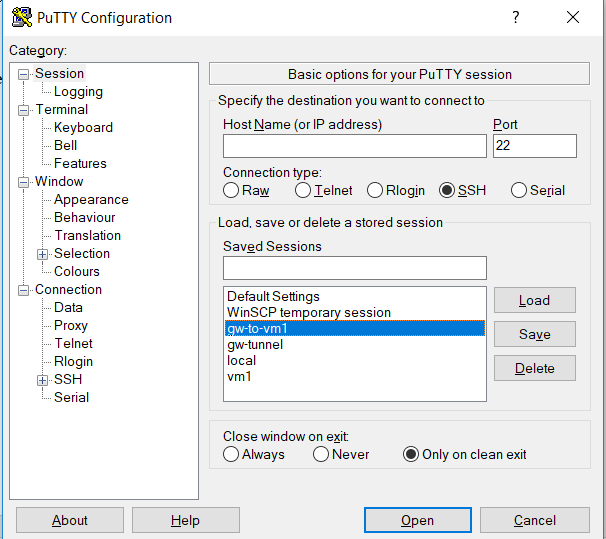 PuTTY Configuration
?
Category:
Session
Logging
Terminal
Keyboard
Bell
Features
Window
Appearance
Behaviour
Translation
Selection
Colours
Connection
Data
Proxy
Telnet
Rlogin
SSH
Serial
Basic options for your PuTTY session
Specify the destination you want to connect to
Host Name (or IP address) Port
22
Connection type:
Raw Telnet Rlogin SSH Serial
Load, save or delete a stored session
Saved Sessions
Default Settings
WinSCP temporary session
gw-to-vm1
gw-tunnel
local
vm1
Load
Save
Delete
Close window on exit:
Always Never Only on clean exit
About Help Open Cancel